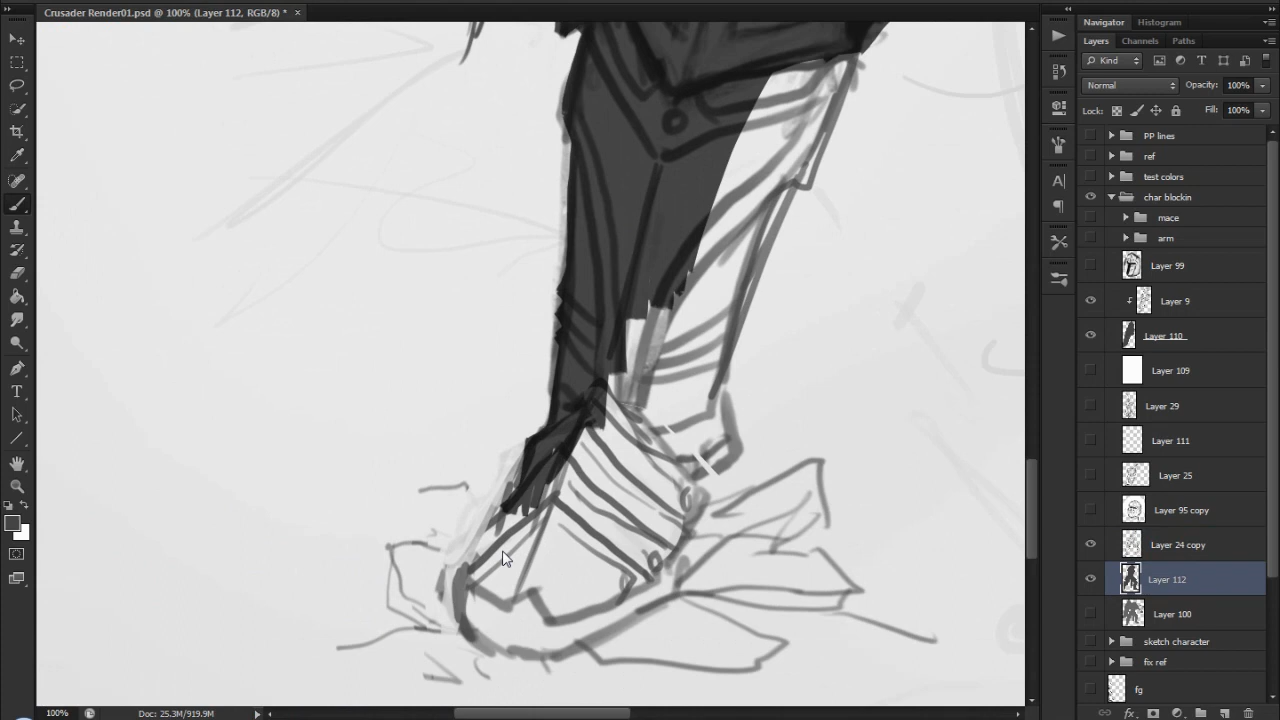 Crusader Render01.psd @ 100% (Layer 112, RGB/8) * ×
Navigator Histogram
Layers Channels Paths
Kind T
Normal Opacity: 100%
Lock: Fill: 100%
PP lines
ref
test colors
char blockin
mace
arm
Layer 99
Layer 9
Layer 110
Layer 109
Layer 29
Layer 111
Layer 25
Layer 95 copy
Layer 24 copy
Layer 112
Layer 100
sketch character
fix ref
fg
100% Doc: 25.3M/919.9M
fx